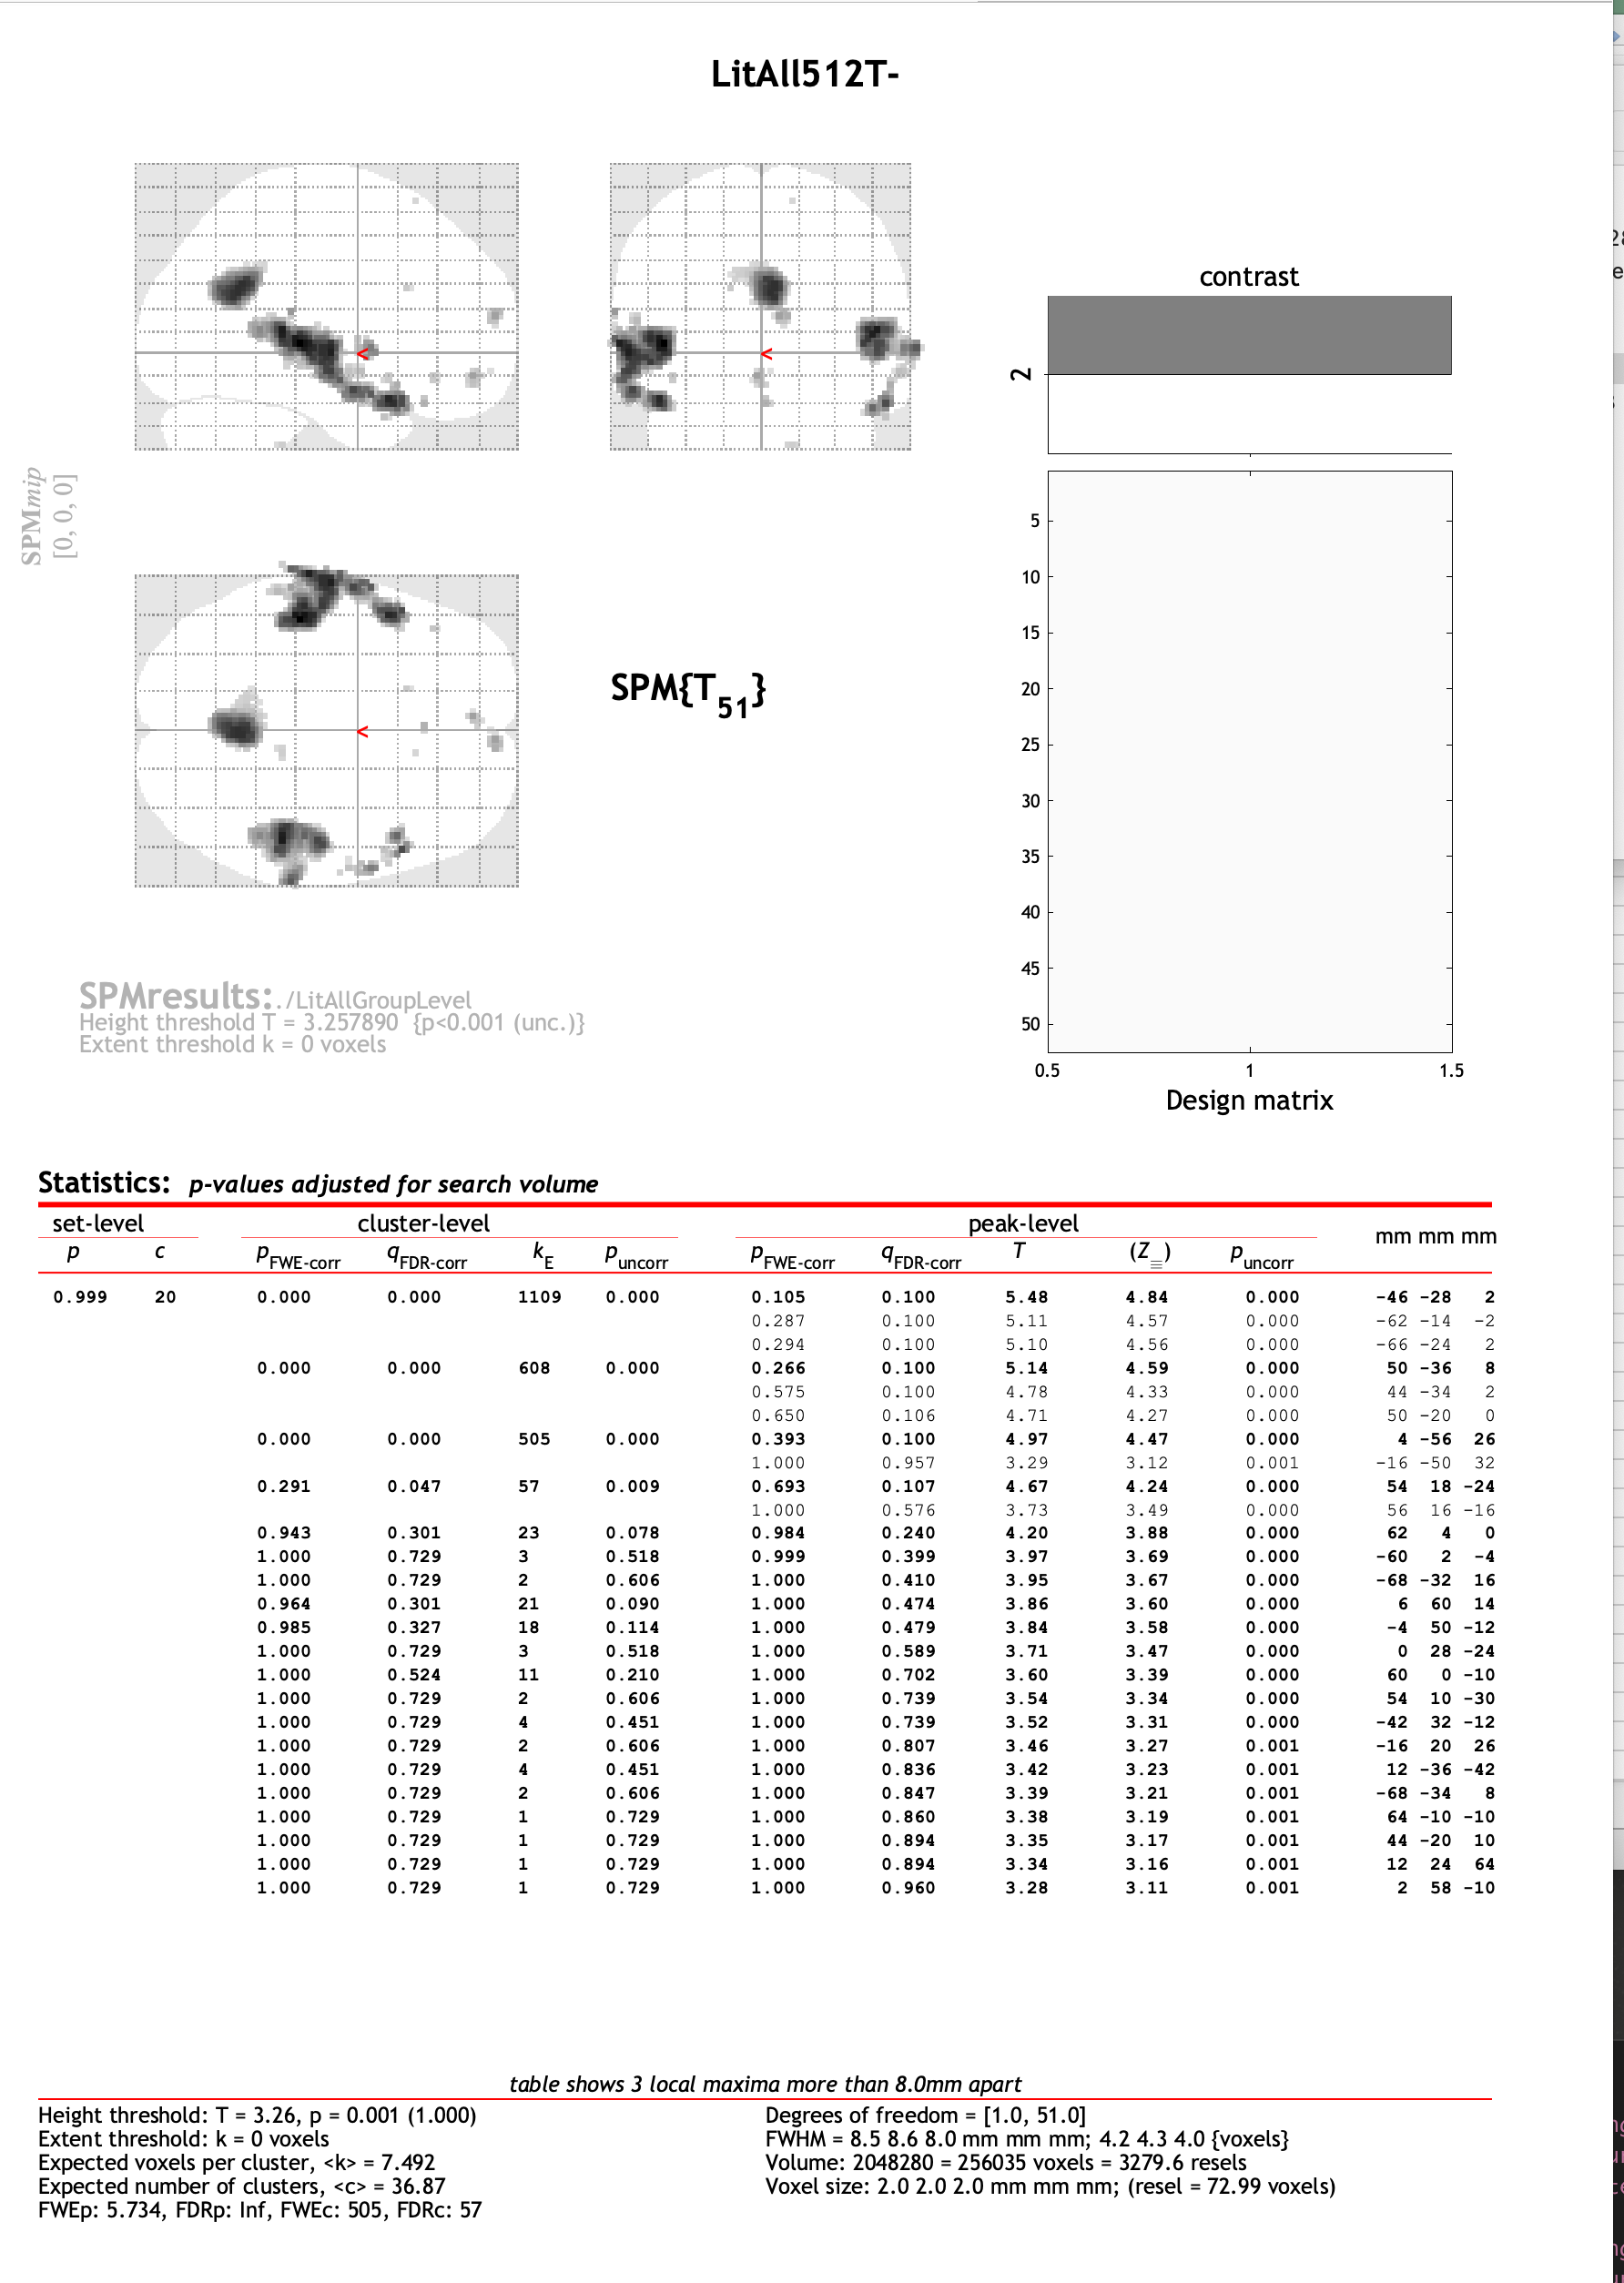 LitAll512T-
<
<
<
SPMmip
[0, 0, 0]
SPM{T51}
SPMresults:./LitAllGroupLevel
Height threshold T = 3.257890 {p<0.001 (unc.)}
Extent threshold k = 0 voxels
contrast
2
5
10
15
20
25
30
35
40
45
50
0.5 1 1.5
Design matrix
Statistics: p-values adjusted for search volume
set-level cluster-level peak-level mm mm mm
p c pFWE-corr qFDR-corr kE puncorr pFWE-corr qFDR-corr T (Z≡) puncorr
0.999 20 0.000 0.000 1109 0.000 0.105 0.100 5.48 4.84 0.000 -46 -28 2
0.287 0.100 5.11 4.57 0.000 -62 -14 -2
0.294 0.100 5.10 4.56 0.000 -66 -24 2
0.000 0.000 608 0.000 0.266 0.100 5.14 4.59 0.000 50 -36 8
0.575 0.100 4.78 4.33 0.000 44 -34 2
0.650 0.106 4.71 4.27 0.000 50 -20 0
0.000 0.000 505 0.000 0.393 0.100 4.97 4.47 0.000 4 -56 26
1.000 0.957 3.29 3.12 0.001 -16 -50 32
0.291 0.047 57 0.009 0.693 0.107 4.67 4.24 0.000 54 18 -24
1.000 0.576 3.73 3.49 0.000 56 16 -16
0.943 0.301 23 0.078 0.984 0.240 4.20 3.88 0.000 62 4 0
1.000 0.729 3 0.518 0.999 0.399 3.97 3.69 0.000 -60 2 -4
1.000 0.729 2 0.606 1.000 0.410 3.95 3.67 0.000 -68 -32 16
0.964 0.301 21 0.090 1.000 0.474 3.86 3.60 0.000 6 60 14
0.985 0.327 18 0.114 1.000 0.479 3.84 3.58 0.000 -4 50 -12
1.000 0.729 3 0.518 1.000 0.589 3.71 3.47 0.000 0 28 -24
1.000 0.524 11 0.210 1.000 0.702 3.60 3.39 0.000 60 0 -10
1.000 0.729 2 0.606 1.000 0.739 3.54 3.34 0.000 54 10 -30
1.000 0.729 4 0.451 1.000 0.739 3.52 3.31 0.000 -42 32 -12
1.000 0.729 2 0.606 1.000 0.807 3.46 3.27 0.001 -16 20 26
1.000 0.729 4 0.451 1.000 0.836 3.42 3.23 0.001 12 -36 -42
1.000 0.729 2 0.606 1.000 0.847 3.39 3.21 0.001 -68 -34 8
1.000 0.729 1 0.729 1.000 0.860 3.38 3.19 0.001 64 -10 -10
1.000 0.729 1 0.729 1.000 0.894 3.35 3.17 0.001 44 -20 10
1.000 0.729 1 0.729 1.000 0.894 3.34 3.16 0.001 12 24 64
1.000 0.729 1 0.729 1.000 0.960 3.28 3.11 0.001 2 58 -10
table shows 3 local maxima more than 8.0mm apart
Height threshold: T = 3.26, p = 0.001 (1.000)
Extent threshold: k = 0 voxels
Expected voxels per cluster, <k> = 7.492
Expected number of clusters, <c> = 36.87
FWEp: 5.734, FDRp: Inf, FWEc: 505, FDRc: 57
Degrees of freedom = [1.0, 51.0]
FWHM = 8.5 8.6 8.0 mm mm mm; 4.2 4.3 4.0 {voxels}
Volume: 2048280 = 256035 voxels = 3279.6 resels
Voxel size: 2.0 2.0 2.0 mm mm mm; (resel = 72.99 voxels)